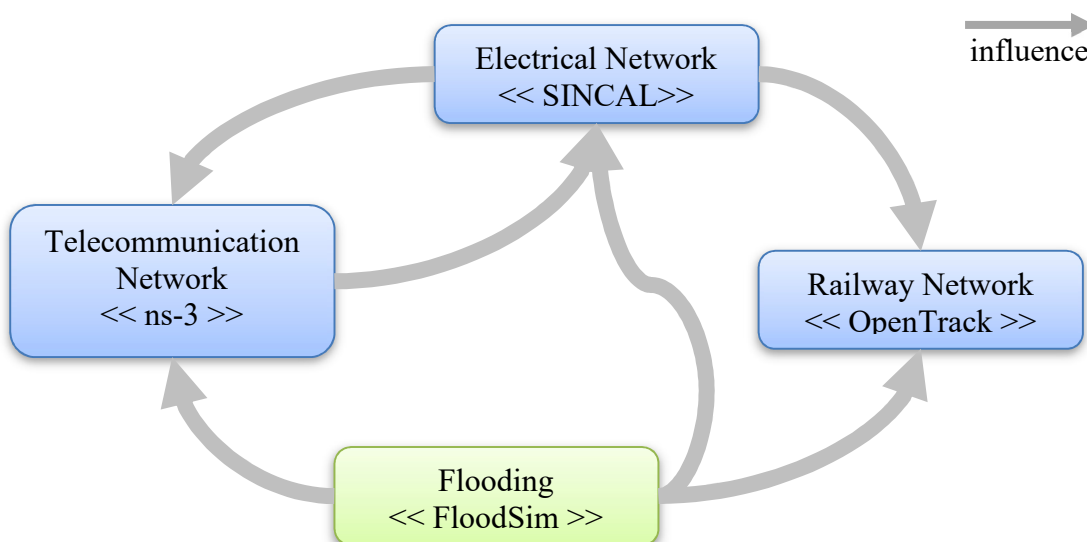 Electrical Network
<< SINCAL>>
influence
Telecommunication
Network
<< ns-3 >>
Railway Network
<< OpenTrack >>
Flooding
<< FloodSim >>